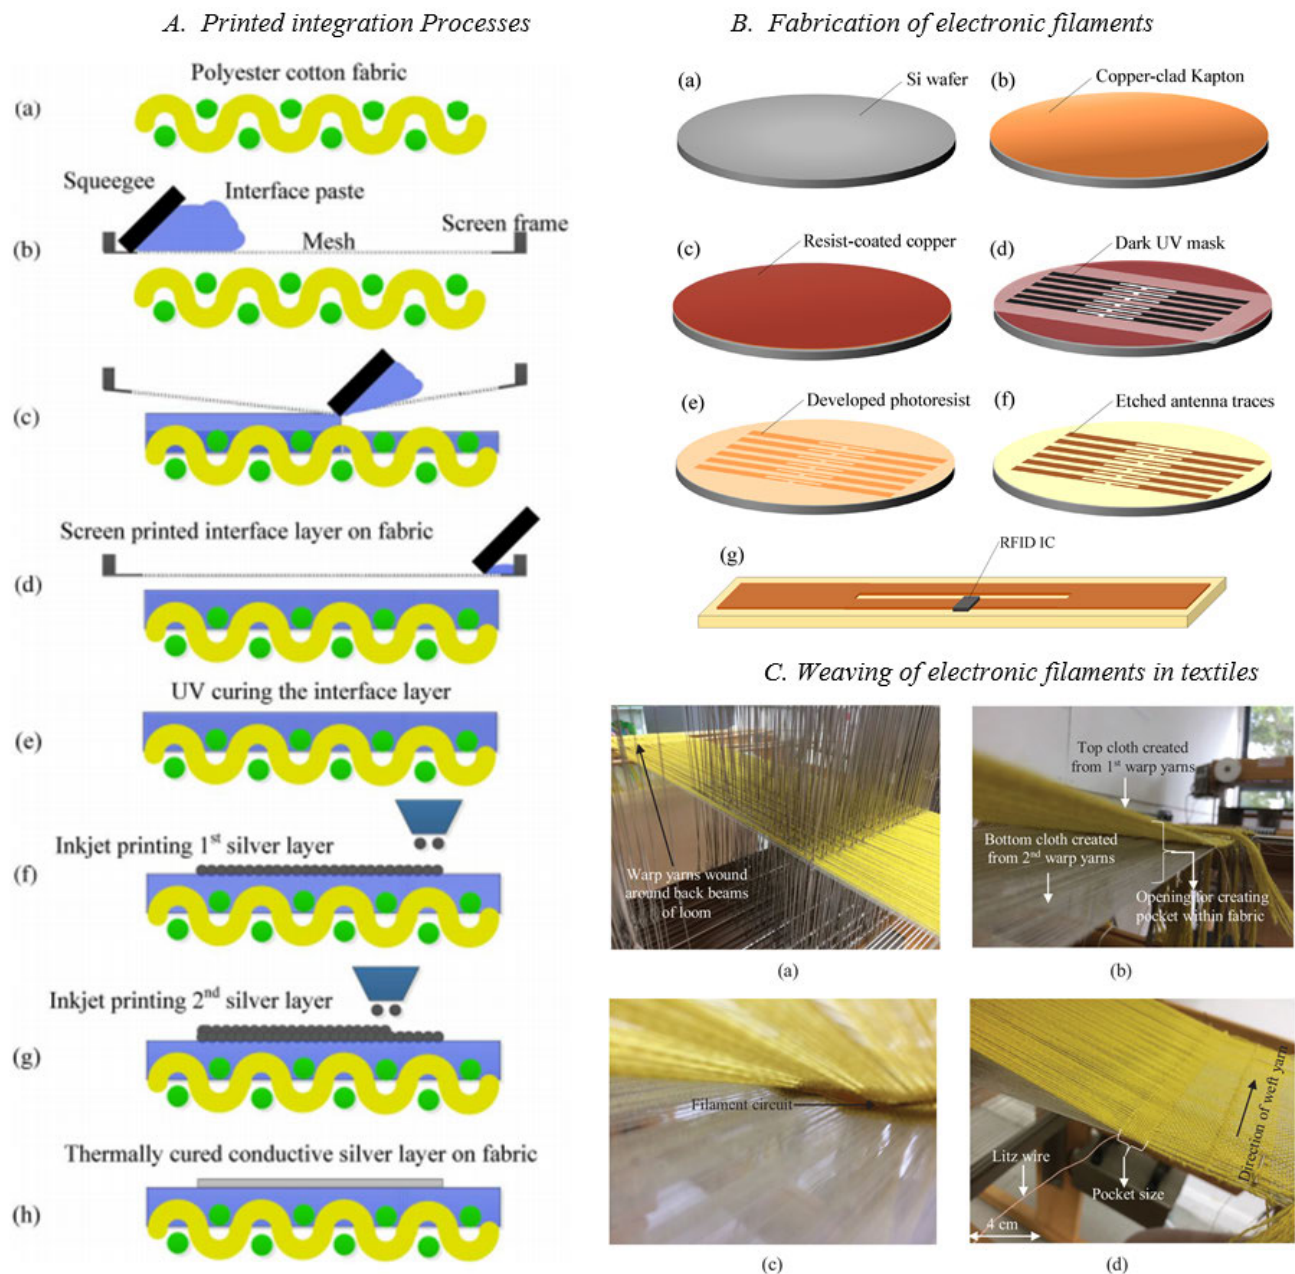 A. Printed integration Processes
Polyester cotton fabric
(a)
Squeegee
Interface paste
Screen frame
Mesh
(b)
(c)
Screen printed interface layer on fabric
(d)
UV curing the interface layer
(e)
Inkjet printing 1st silver layer
(f)
Inkjet printing 2nd silver layer
(g)
Thermally cured conductive silver layer on fabric
(h)
B. Fabrication of electronic filaments
(a)
Si wafer
(b)
Copper-clad Kapton
(c)
Resist-coated copper
(d)
Dark UV mask
(e)
Developed photoresist
(f)
Etched antenna traces
(g)
RFID IC
C. Weaving of electronic filaments in textiles
Warp yarns wound
around back beams
of loom
(a)
Top cloth created
from 1st warp yarns
Bottom cloth created
from 2nd warp yarns
Opening for creating
pocket within fabric
(b)
Filament circuit
(c)
Direction of weft yarn
Litz wire
Pocket size
4 cm
(d)